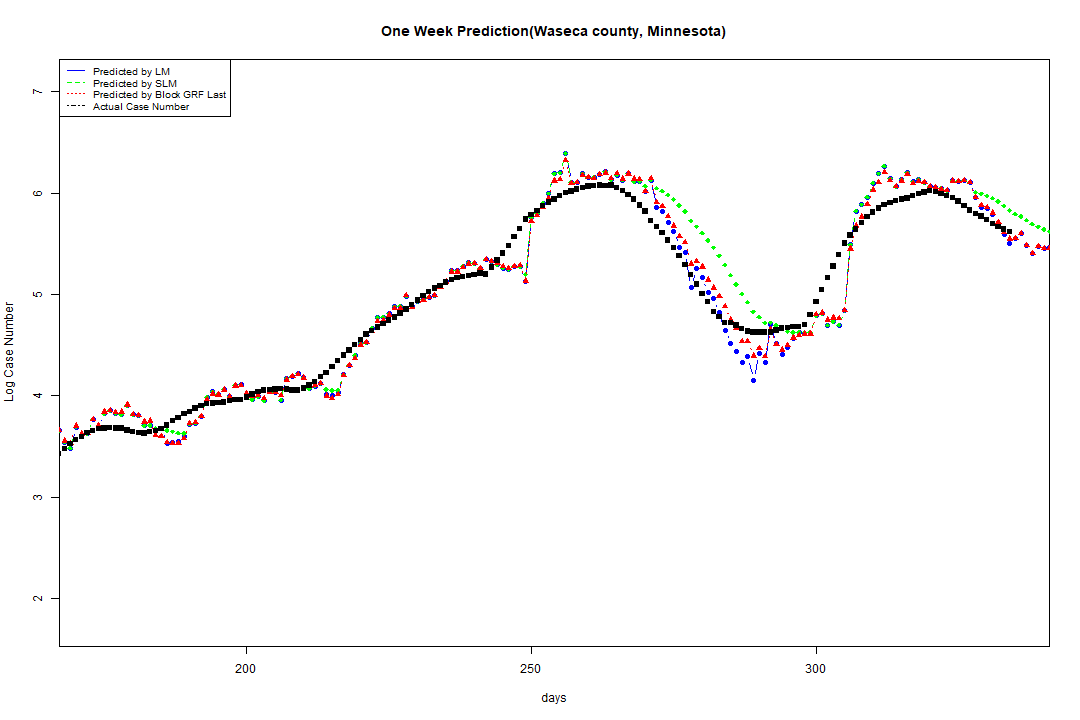 One Week Prediction(Waseca county, Minnesota)
Predicted by LM
Predicted by SLM
Predicted by Block GRF Last
Actual Case Number
7
6
5
4
3
2
Log Case Number
200
250
300
days